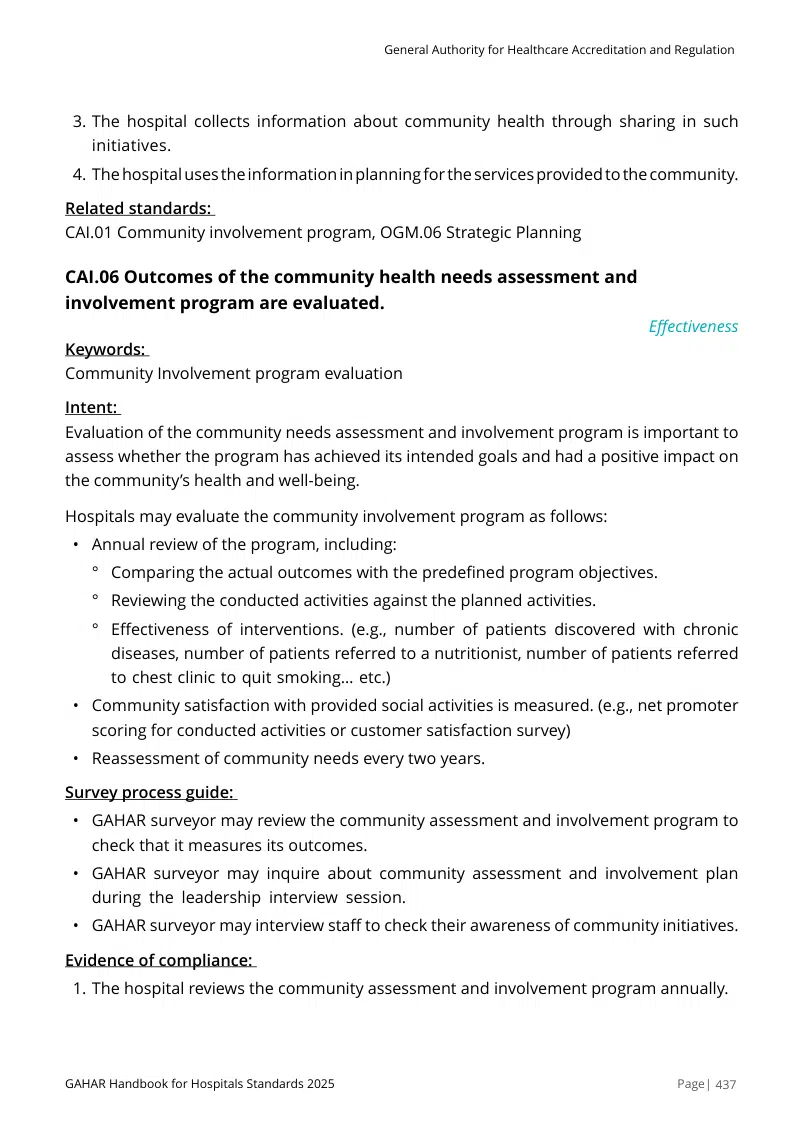 General Authority for Healthcare Accreditation and Regulation
3. The hospital collects information about community health through sharing in such
initiatives.
4. The hospital uses the information in planning for the services provided to the community.
Related standards:
CAI.01 Community involvement program, OGM.06 Strategic Planning
CAI.06 Outcomes of the community health needs assessment and
involvement program are evaluated.
Effectiveness
Keywords:
Community Involvement program evaluation
Intent:
Evaluation of the community needs assessment and involvement program is important to
assess whether the program has achieved its intended goals and had a positive impact on
the community’s health and well-being.
Hospitals may evaluate the community involvement program as follows:
• Annual review of the program, including:
° Comparing the actual outcomes with the predefined program objectives.
° Reviewing the conducted activities against the planned activities.
° Effectiveness of interventions. (e.g., number of patients discovered with chronic
diseases, number of patients referred to a nutritionist, number of patients referred
to chest clinic to quit smoking... etc.)
• Community satisfaction with provided social activities is measured. (e.g., net promoter
scoring for conducted activities or customer satisfaction survey)
• Reassessment of community needs every two years.
Survey process guide:
• GAHAR surveyor may review the community assessment and involvement program to
check that it measures its outcomes.
• GAHAR surveyor may inquire about community assessment and involvement plan
during the leadership interview session.
• GAHAR surveyor may interview staff to check their awareness of community initiatives.
Evidence of compliance:
1. The hospital reviews the community assessment and involvement program annually.
GAHAR Handbook for Hospitals Standards 2025
Page| 437